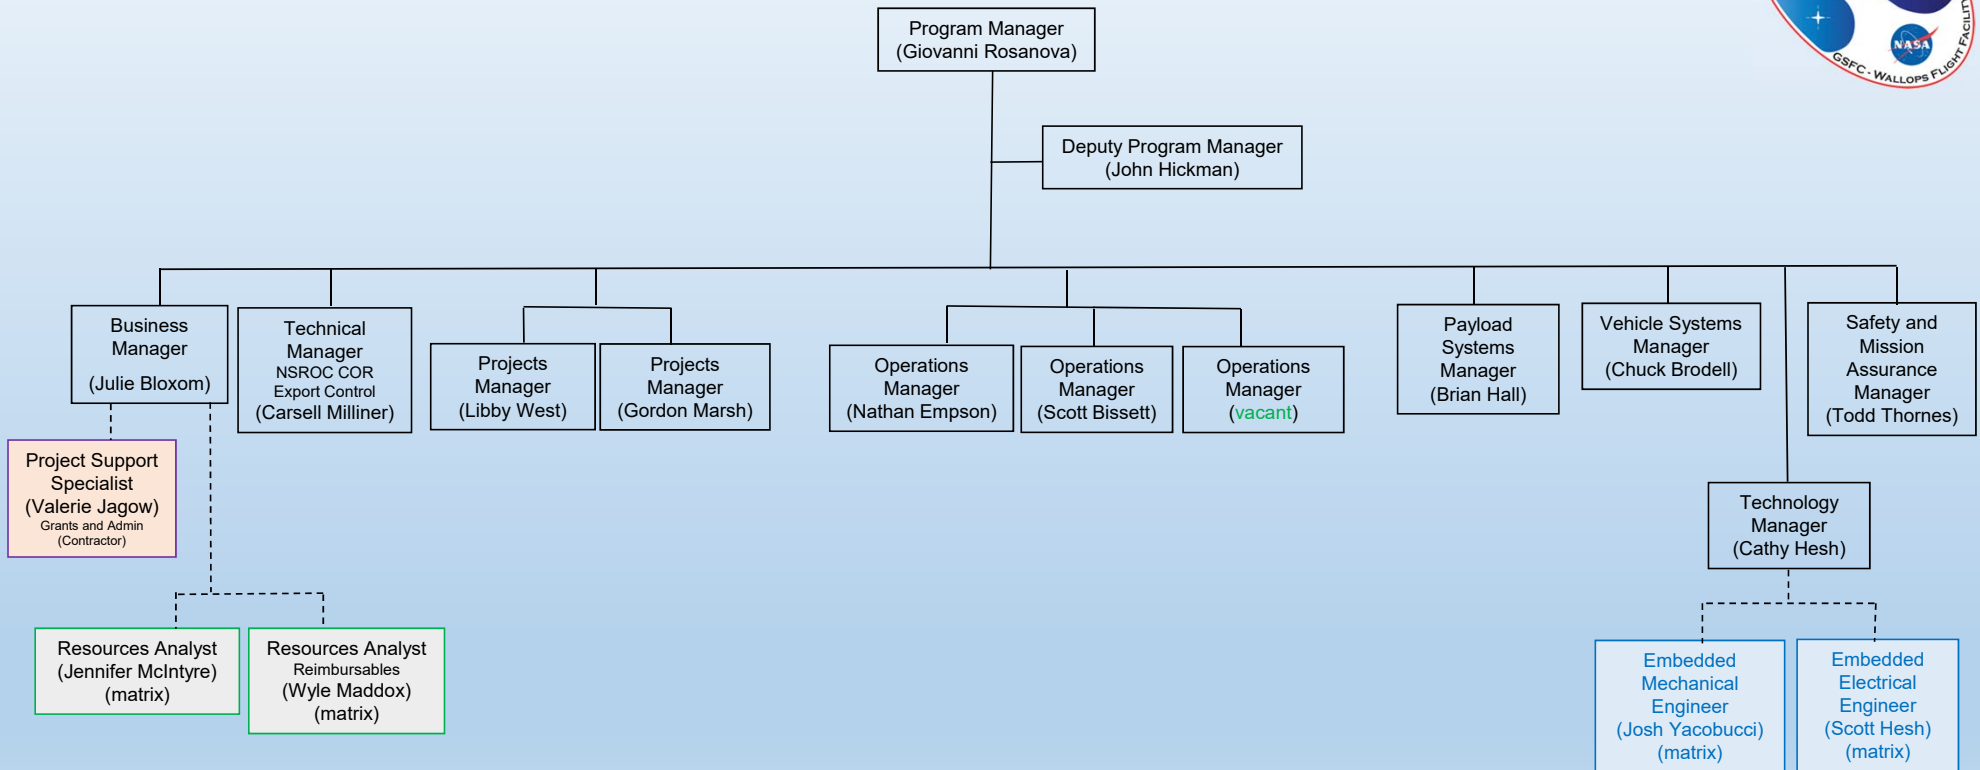 Program Manager
(Giovanni Rosanova)
NASA
GSFC - WALLOPS FLIGHT FACILITY
Deputy Program Manager
(John Hickman)
Business
Manager
(Julie Bloxom)
Technical
Manager
NSROC COR
Export Control
(Carsell Milliner)
Projects
Manager
(Libby West)
Projects
Manager
(Gordon Marsh)
Operations
Manager
(Nathan Empson)
Operations
Manager
(Scott Bissett)
Operations
Manager
(vacant)
Payload
Systems
Manager
(Brian Hall)
Vehicle Systems
Manager
(Chuck Brodell)
Safety and
Mission
Assurance
Manager
(Todd Thornes)
Project Support
Specialist
(Valerie Jagow)
Grants and Admin
(Contractor)
Technology
Manager
(Cathy Hesh)
Resources Analyst
(Jennifer McIntyre)
(matrix)
Resources Analyst
Reimbursables
(Wyle Maddox)
(matrix)
Embedded
Mechanical
Engineer
(Josh Yacobucci)
(matrix)
Embedded
Electrical
Engineer
(Scott Hesh)
(matrix)